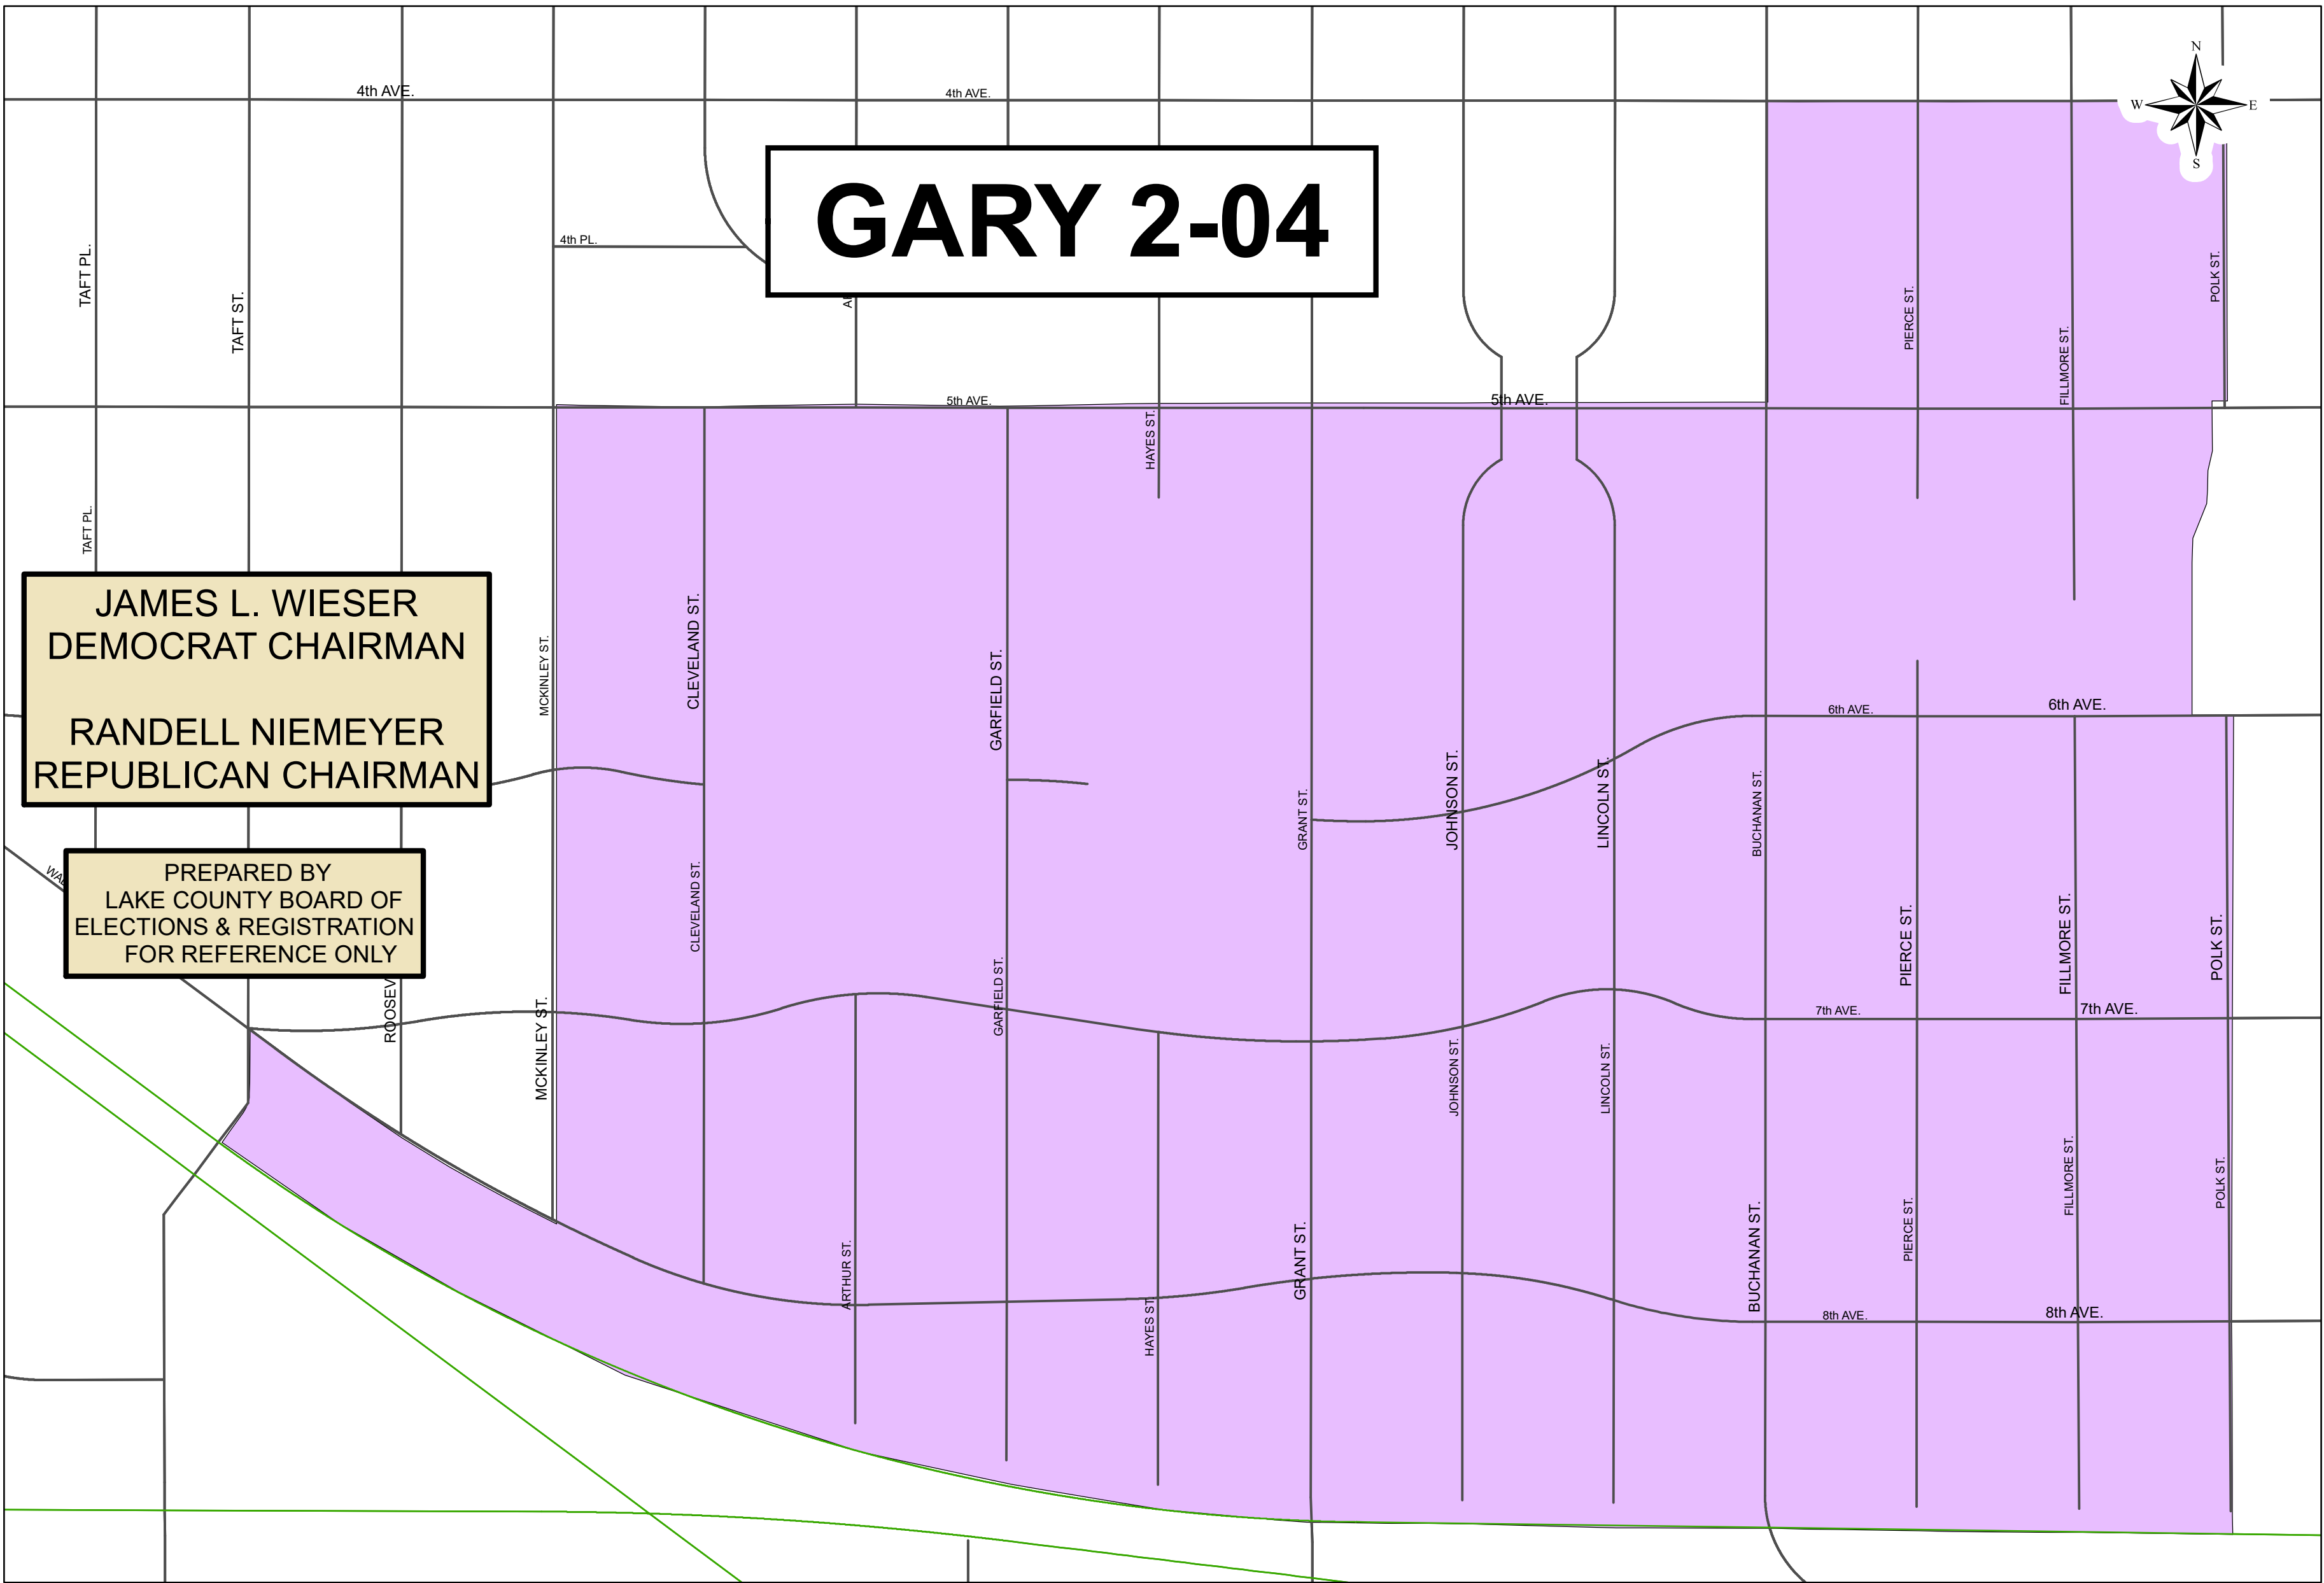 N
4th AVE.
4th AVE.
W
E
S
GARY 2-04
4th PL.
TAFT PL.
TAFT ST.
PIERCE ST.
FILLMORE ST.
POLK ST.
5th AVE.
5th AVE.
HAYES ST.
TAFT PL.
JAMES L. WIESER
DEMOCRAT CHAIRMAN
RANDELL NIEMEYER
REPUBLICAN CHAIRMAN
MCKINLEY ST.
CLEVELAND ST.
GARFIELD ST.
6th AVE.
6th AVE.
GRANT ST.
JOHNSON ST.
LINCOLN ST.
BUCHANAN ST.
PREPARED BY
LAKE COUNTY BOARD OF
ELECTIONS & REGISTRATION
FOR REFERENCE ONLY
CLEVELAND ST.
GARFIELD ST.
PIERCE ST.
FILLMORE ST.
POLK ST.
7th AVE.
7th AVE.
MCKINLEY ST.
JOHNSON ST.
LINCOLN ST.
FILLMORE ST.
POLK ST.
ARTHUR ST.
HAYES ST.
GRANT ST.
BUCHANAN ST.
PIERCE ST.
8th AVE.
8th AVE.